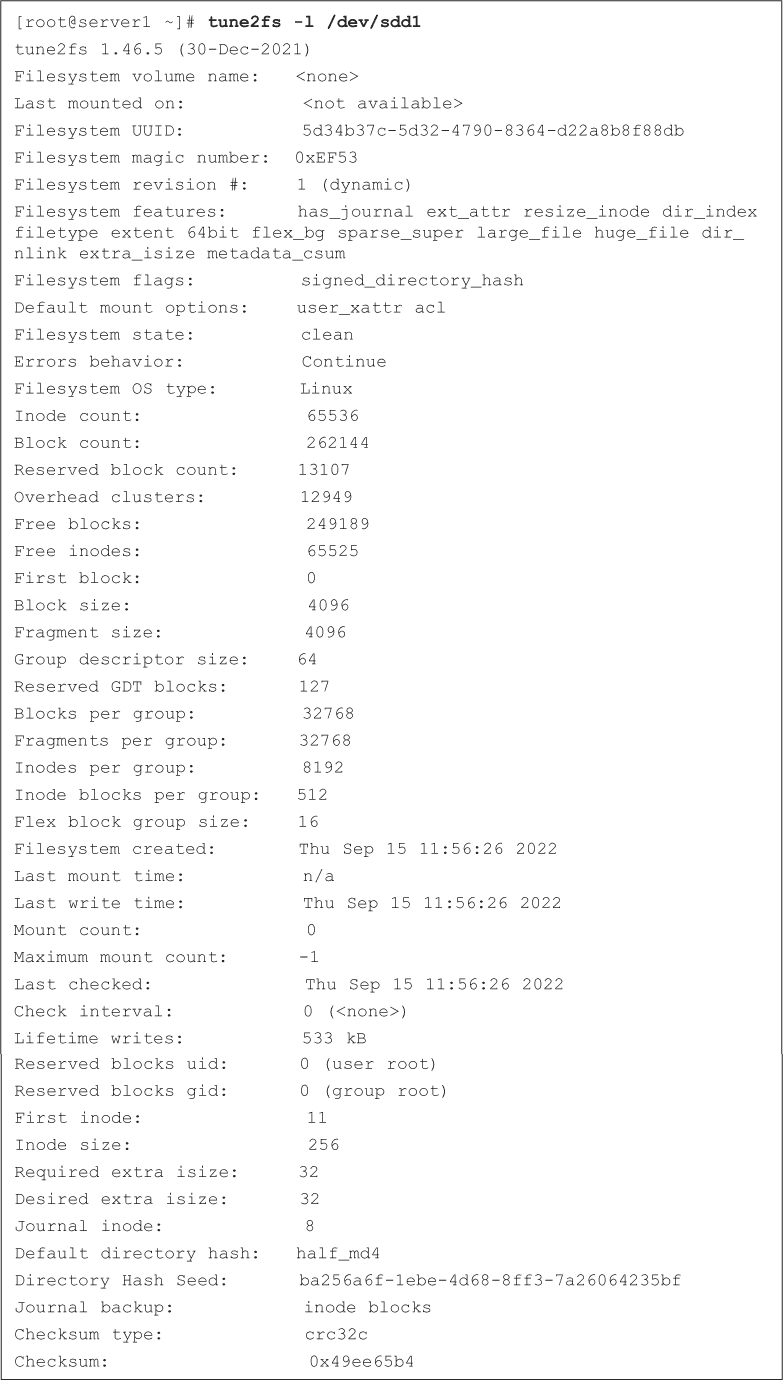 [root@server1 ~]# tune2fs -l /dev/sdd1
tune2fs 1.46.5 (30-Dec-2021)
Filesystem volume name: <none>
Last mounted on: <not available>
Filesystem UUID: 5d34b37c-5d32-4790-8364-d22a8b8f88db
Filesystem magic number: 0xEF53
Filesystem revision #: 1 (dynamic)
Filesystem features: has_journal ext_attr resize_inode dir_index
filetype extent 64bit flex_bg sparse_super large_file huge_file dir_
nlink extra_isize metadata_csum
Filesystem flags: signed_directory_hash
Default mount options: user_xattr acl
Filesystem state: clean
Errors behavior: Continue
Filesystem OS type: Linux
Inode count: 65536
Block count: 262144
Reserved block count: 13107
Overhead clusters: 12949
Free blocks: 249189
Free inodes: 65525
First block: 0
Block size: 4096
Fragment size: 4096
Group descriptor size: 64
Reserved GDT blocks: 127
Blocks per group: 32768
Fragments per group: 32768
Inodes per group: 8192
Inode blocks per group: 512
Flex block group size: 16
Filesystem created: Thu Sep 15 11:56:26 2022
Last mount time: n/a
Last write time: Thu Sep 15 11:56:26 2022
Mount count: 0
Maximum mount count: -1
Last checked: Thu Sep 15 11:56:26 2022
Check interval: 0 (<none>)
Lifetime writes: 533 kB
Reserved blocks uid: 0 (user root)
Reserved blocks gid: 0 (group root)
First inode: 11
Inode size: 256
Required extra isize: 32
Desired extra isize: 32
Journal inode: 8
Default directory hash: half_md4
Directory Hash Seed: ba256a6f-1ebe-4d68-8ff3-7a26064235bf
Journal backup: inode blocks
Checksum type: crc32c
Checksum: 0x49ee65b4